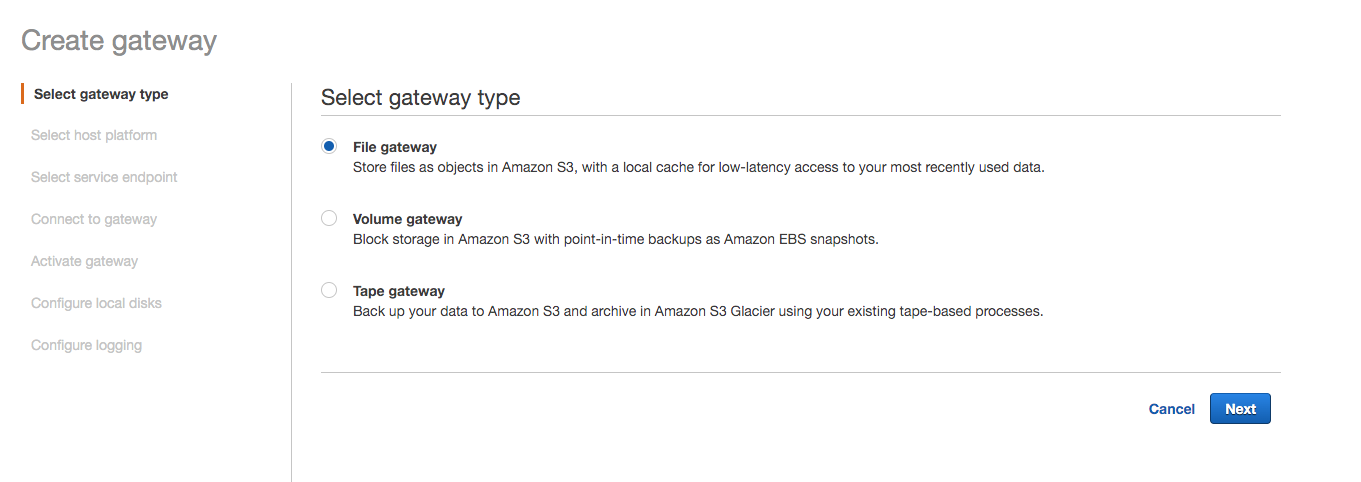 Create gateway
Select gateway type
Select host platform
Select service endpoint
Connect to gateway
Activate gateway
Configure local disks
Configure logging
Select gateway type
File gateway
Store files as objects in Amazon S3, with a local cache for low-latency access to your most recently used data.
Volume gateway
Block storage in Amazon S3 with point-in-time backups as Amazon EBS snapshots.
Tape gateway
Back up your data to Amazon S3 and archive in Amazon S3 Glacier using your existing tape-based processes.
Cancel
Next